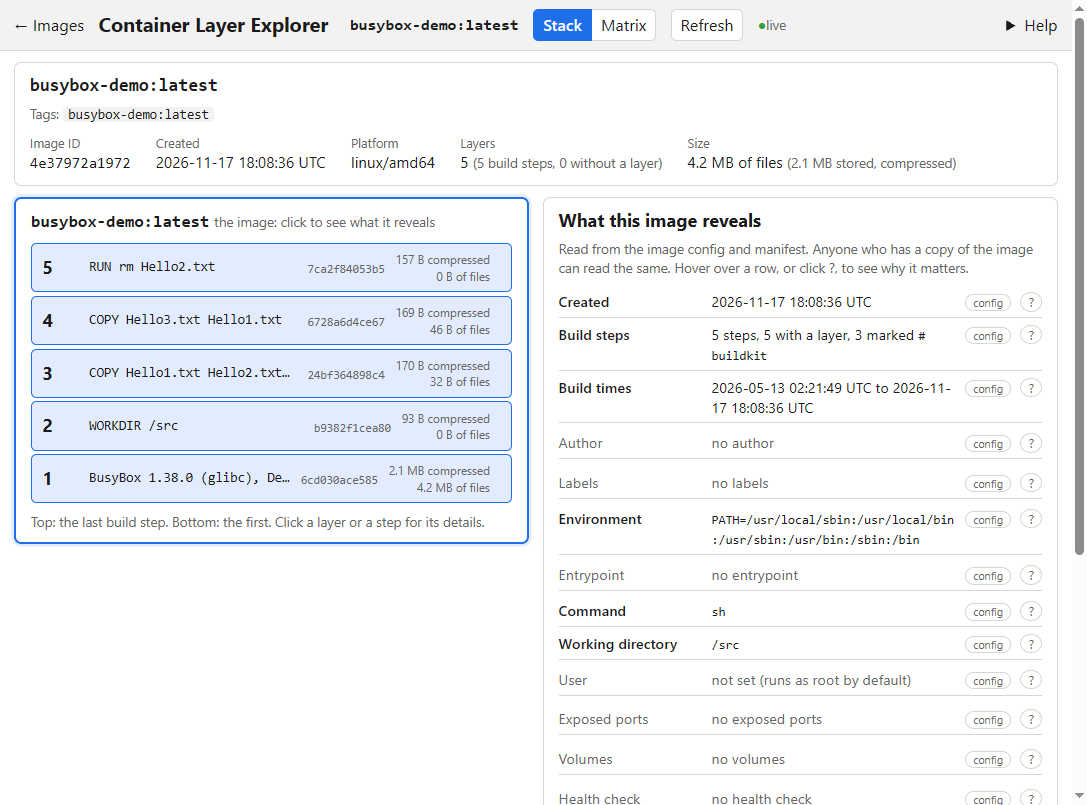 ← Images Container Layer Explorer busybox-demo:latest Stack Matrix Refresh ●live ▶ Help
busybox-demo:latest
Tags: busybox-demo:latest
Image ID Created Platform Layers Size
4e37972a1972 2026-11-17 18:08:36 UTC linux/amd64 5 (5 build steps, 0 without a layer) 4.2 MB of files (2.1 MB stored, compressed)
busybox-demo:latest the image: click to see what it reveals
5 RUN rm Hello2.txt 7ca2f84053b5 157 B compressed
0 B of files
4 COPY Hello3.txt Hello1.txt 6728a6d4ce67 169 B compressed
46 B of files
3 COPY Hello1.txt Hello2.txt… 24bf364898c4 170 B compressed
32 B of files
2 WORKDIR /src b9382f1cea80 93 B compressed
0 B of files
1 BusyBox 1.38.0 (glibc), De… 6cd030ace585 2.1 MB compressed
4.2 MB of files
Top: the last build step. Bottom: the first. Click a layer or a step for its details.
What this image reveals
Read from the image config and manifest. Anyone who has a copy of the image
can read the same. Hover over a row, or click ?, to see why it matters.
Created 2026-11-17 18:08:36 UTC config ?
Build steps 5 steps, 5 with a layer, 3 marked # config ?
buildkit
Build times 2026-05-13 02:21:49 UTC to 2026-11- config ?
17 18:08:36 UTC
Author no author config ?
Labels no labels config ?
Environment PATH=/usr/local/sbin:/usr/local/bin config ?
:/usr/sbin:/usr/bin:/sbin:/bin
Entrypoint no entrypoint config ?
Command sh config ?
Working directory /src config ?
User not set (runs as root by default) config ?
Exposed ports no exposed ports config ?
Volumes no volumes config ?
Health check no health check config ?